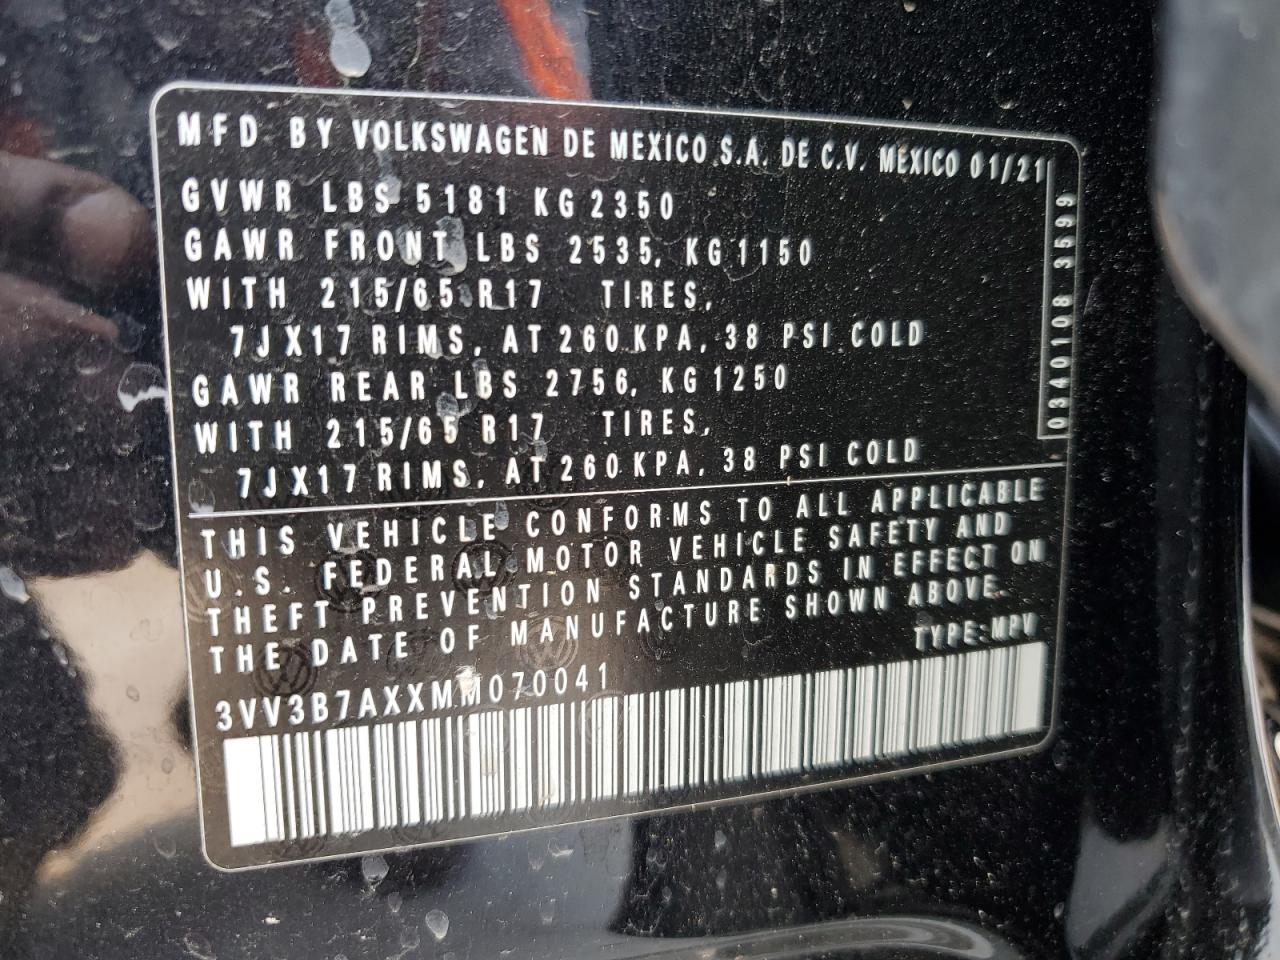 MFD BY VOLKSWAGEN DE MEXICO S.A. DE C.V. MEXICO 01/21
GVWR LBS 5181 KG 2350
GAWR FRONT LBS 2535, KG 1150
WITH 215/65 R17 TIRES,
7JX17 RIMS, AT 260 KPA, 38 PSI COLD
GAWR REAR LBS 2756, KG 1250
WITH 215/65 R17 TIRES,
7JX17 RIMS, AT 260 KPA, 38 PSI COLD
0340108 3599
THIS VEHICLE CONFORMS TO ALL APPLICABLE
U.S. FEDERAL MOTOR VEHICLE SAFETY AND
THEFT PREVENTION STANDARDS IN EFFECT ON
THE DATE OF MANUFACTURE SHOWN ABOVE.
TYPE:MPV
3VV3B7AXXMM070041